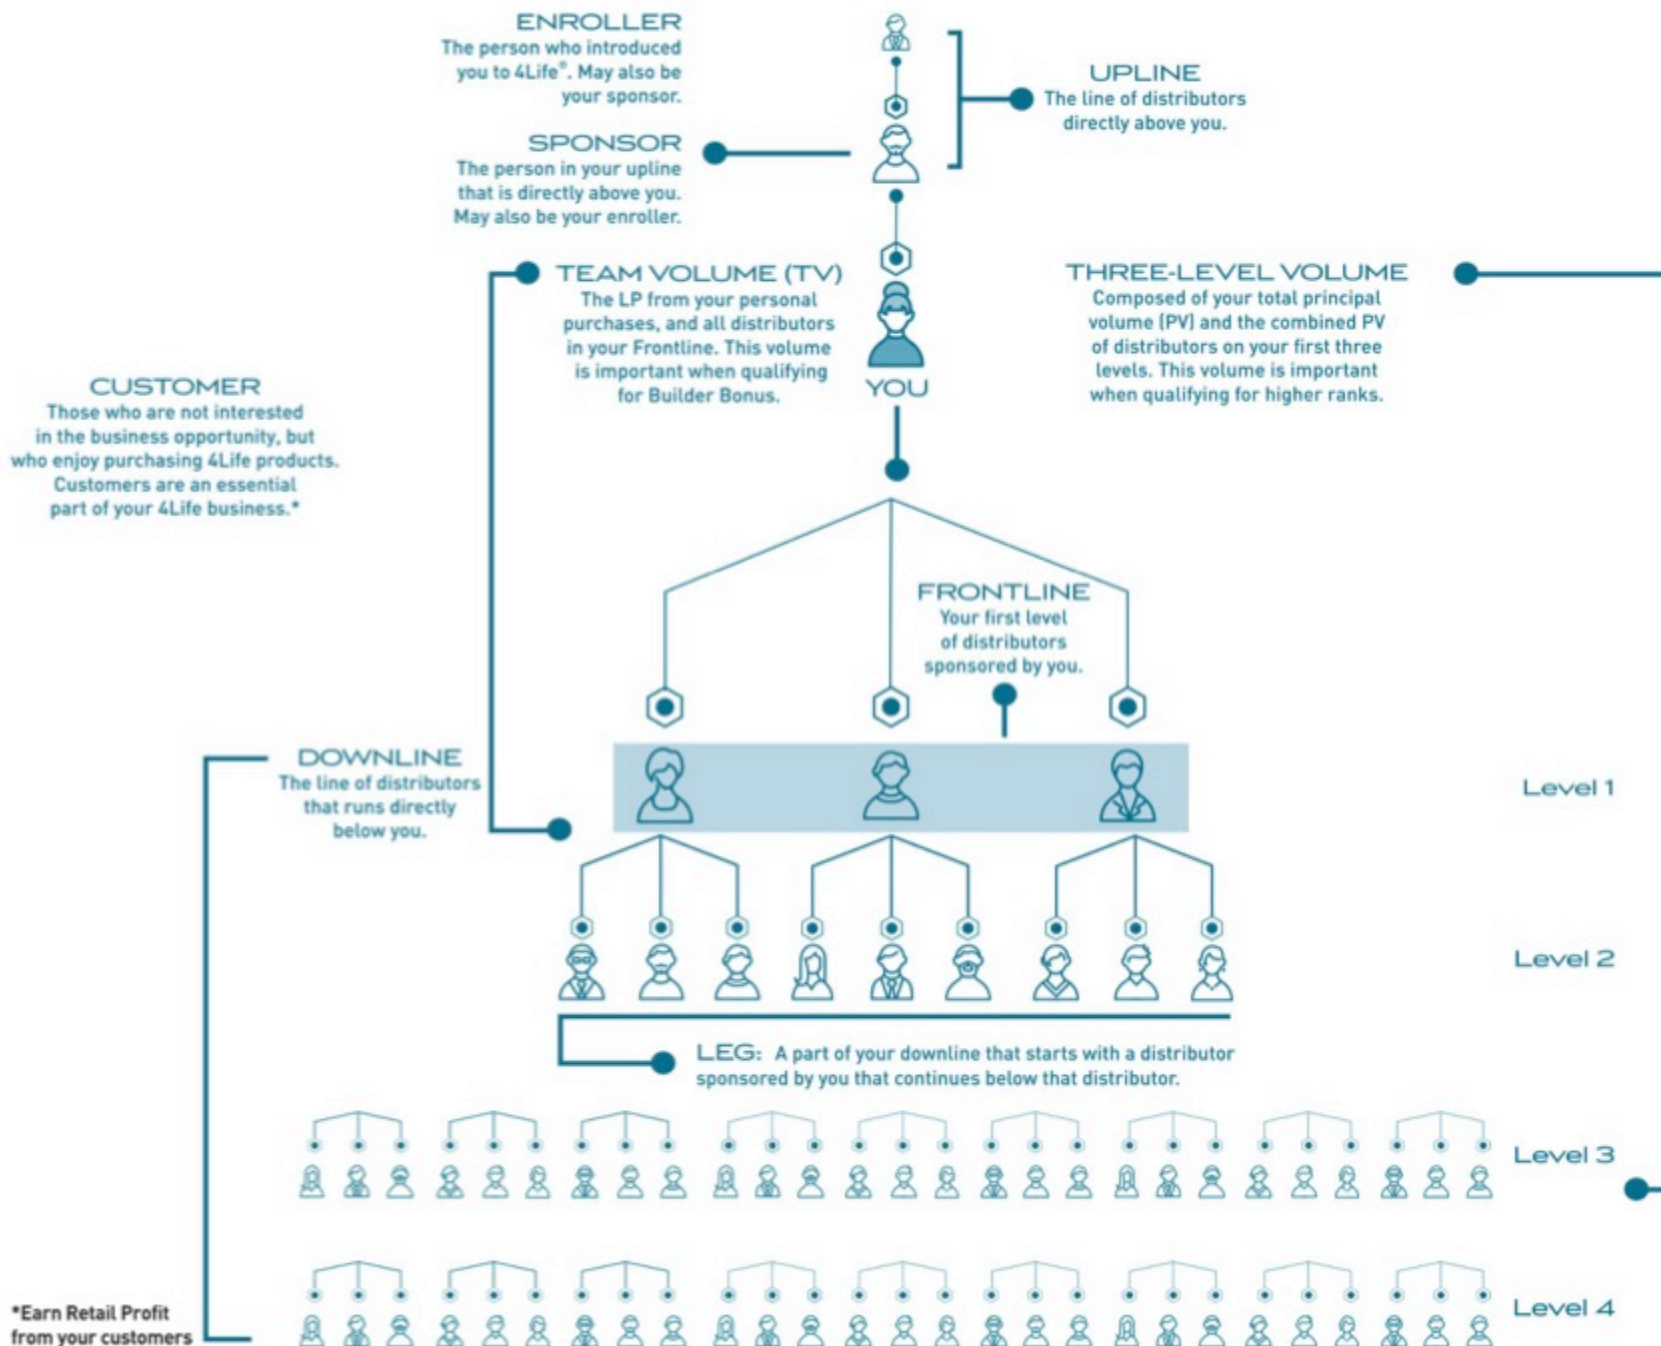 ENROLLER
The person who introduced
you to 4Life®. May also be
your sponsor.
UPLINE
The line of distributors
directly above you.
SPONSOR
The person in your upline
that is directly above you.
May also be your enroller.
TEAM VOLUME (TV)
The LP from your personal
purchases, and all distributors
in your Frontline. This volume
is important when qualifying
for Builder Bonus.
YOU
THREE-LEVEL VOLUME
Composed of your total principal
volume (PV) and the combined PV
of distributors on your first three
levels. This volume is important
when qualifying for higher ranks.
CUSTOMER
Those who are not interested
in the business opportunity, but
who enjoy purchasing 4Life products.
Customers are an essential
part of your 4Life business.*
FRONTLINE
Your first level
of distributors
sponsored by you.
DOWNLINE
The line of distributors
that runs directly
below you.
Level 1
Level 2
LEG: A part of your downline that starts with a distributor
sponsored by you that continues below that distributor.
Level 3
Level 4
*Earn Retail Profit
from your customers